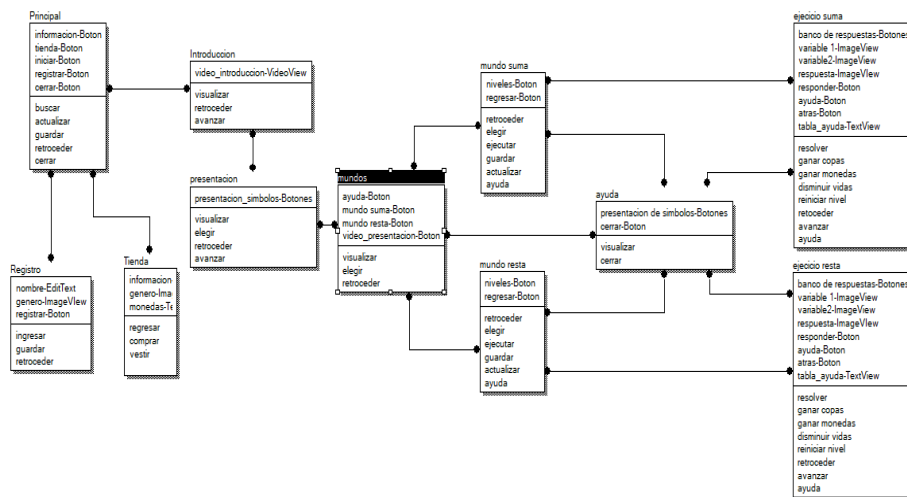 Principal
informacion-Boton
tienda-Boton
iniciar-Boton
registrar-Boton
cerrar-Boton
buscar
actualizar
guardar
retroceder
cerrar
Introduccion
video_introduccion-VideoView
visualizar
retroceder
avanzar
presentacion
presentacion_simbolos-Botones
visualizar
elegir
retroceder
avanzar
Registro
nombre-EditText
genero-ImageVIew
registrar-Boton
ingresar
guardar
retroceder
Tienda
informacion-
genero-Ima
monedas-Te
regresar
comprar
vestir
mundos
ayuda-Boton
mundo suma-Boton
mundo resta-Boton
video_presentacion-Boton
visualizar
elegir
retroceder
mundo suma
niveles-Boton
regresar-Boton
retroceder
elegir
ejecutar
guardar
actualizar
ayuda
mundo resta
niveles-Boton
regresar-Boton
retroceder
elegir
ejecutar
guardar
actualizar
ayuda
ayuda
presentacion de simbolos-Botones
cerrar-Boton
visualizar
cerrar
ejecicio suma
banco de respuestas-Botones
variable 1-ImageView
variable2-ImageView
respuesta-ImageView
responder-Boton
ayuda-Boton
atras-Boton
tabla_ayuda-TextView
resolver
ganar copas
ganar monedas
disminuir vidas
reiniciar nivel
retoceder
avanzar
ayuda
ejecicio resta
banco de respuestas-Botones
variable 1-ImageView
variable2-ImageView
respuesta-ImageVIew
responder-Boton
ayuda-Boton
atras-Boton
tabla_ayuda-TextView
resolver
ganar copas
ganar monedas
disminuir vidas
reiniciar nivel
retroceder
avanzar
ayuda